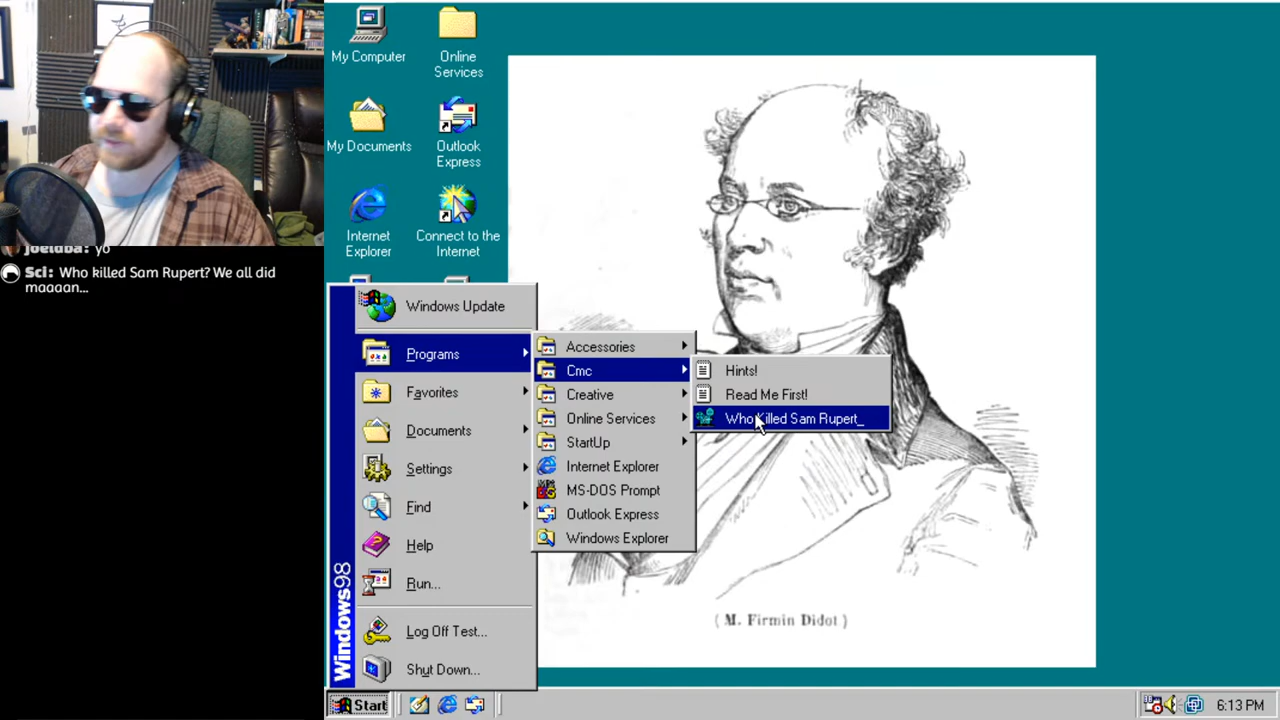 My Computer
Online
Services
My Documents
Outlook
Express
Internet
Explorer
Connect to the
Internet
joelaba: yo
Sci: Who killed Sam Rupert? We all did
maaaan...
Windows98
Windows Update
Programs
Favorites
Documents
Settings
Find
Help
Run...
Log Off Test...
Shut Down...
Accessories
Cmc
Creative
Online Services
StartUp
Internet Explorer
MS-DOS Prompt
Outlook Express
Windows Explorer
Hints!
Read Me First!
Who Killed Sam Rupert_
( M. Firmin Didot )
Start
6:13 PM